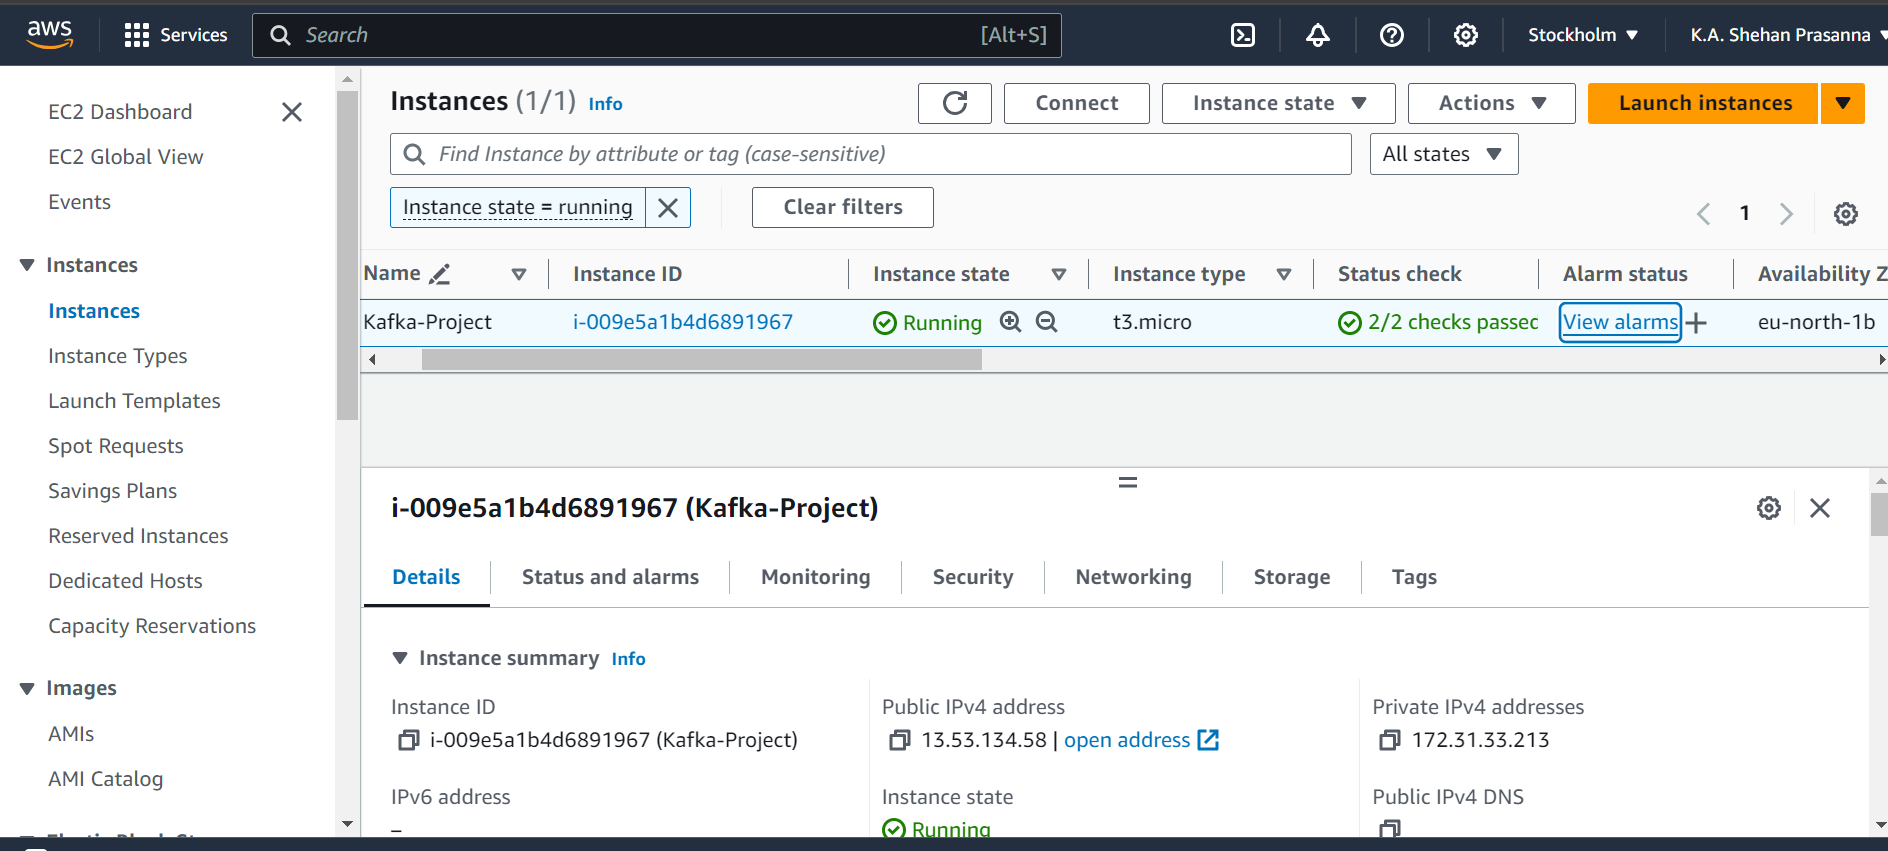 aws Services Search [Alt+S] Stockholm K.A. Shehan Prasanna
EC2 Dashboard
EC2 Global View
Events
Instances
Instances
Instance Types
Launch Templates
Spot Requests
Savings Plans
Reserved Instances
Dedicated Hosts
Capacity Reservations
Images
AMIs
AMI Catalog
Instances (1/1) Info Connect Instance state Actions Launch instances
Find Instance by attribute or tag (case-sensitive) All states
Instance state = running Clear filters
1
Name Instance ID Instance state Instance type Status check Alarm status Availability Z
Kafka-Project i-009e5a1b4d6891967 Running t3.micro 2/2 checks passed View alarms + eu-north-1b
i-009e5a1b4d6891967 (Kafka-Project)
Details Status and alarms Monitoring Security Networking Storage Tags
Instance summary Info
Instance ID Public IPv4 address Private IPv4 addresses
i-009e5a1b4d6891967 (Kafka-Project) 13.53.134.58 | open address 172.31.33.213
IPv6 address Instance state Public IPv4 DNS
– Running